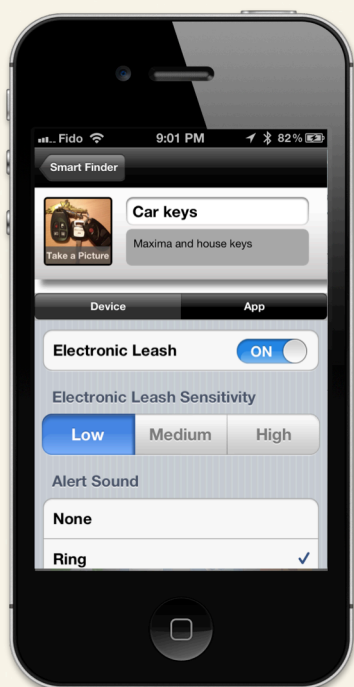 Fido 9:01 PM 82%
Smart Finder
Car keys
Take a Picture
Maxima and house keys
Device App
Electronic Leash ON
Electronic Leash Sensitivity
Low Medium High
Alert Sound
None
Ring